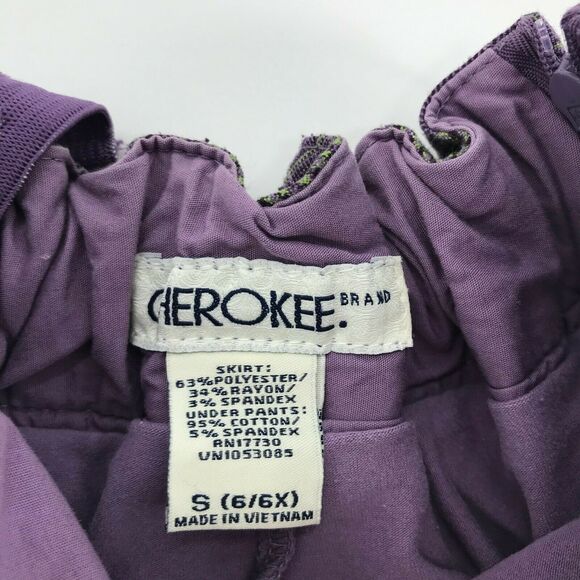 CHEROKEE. BRAND
SKIRT:
63%POLYESTER/
34%RAYON/
3% SPANDEX
UNDER PANTS:
95% COTTON/
5% SPANDEX
RN17730
VN1053085
S (6/6X)
MADE IN VIETNAM